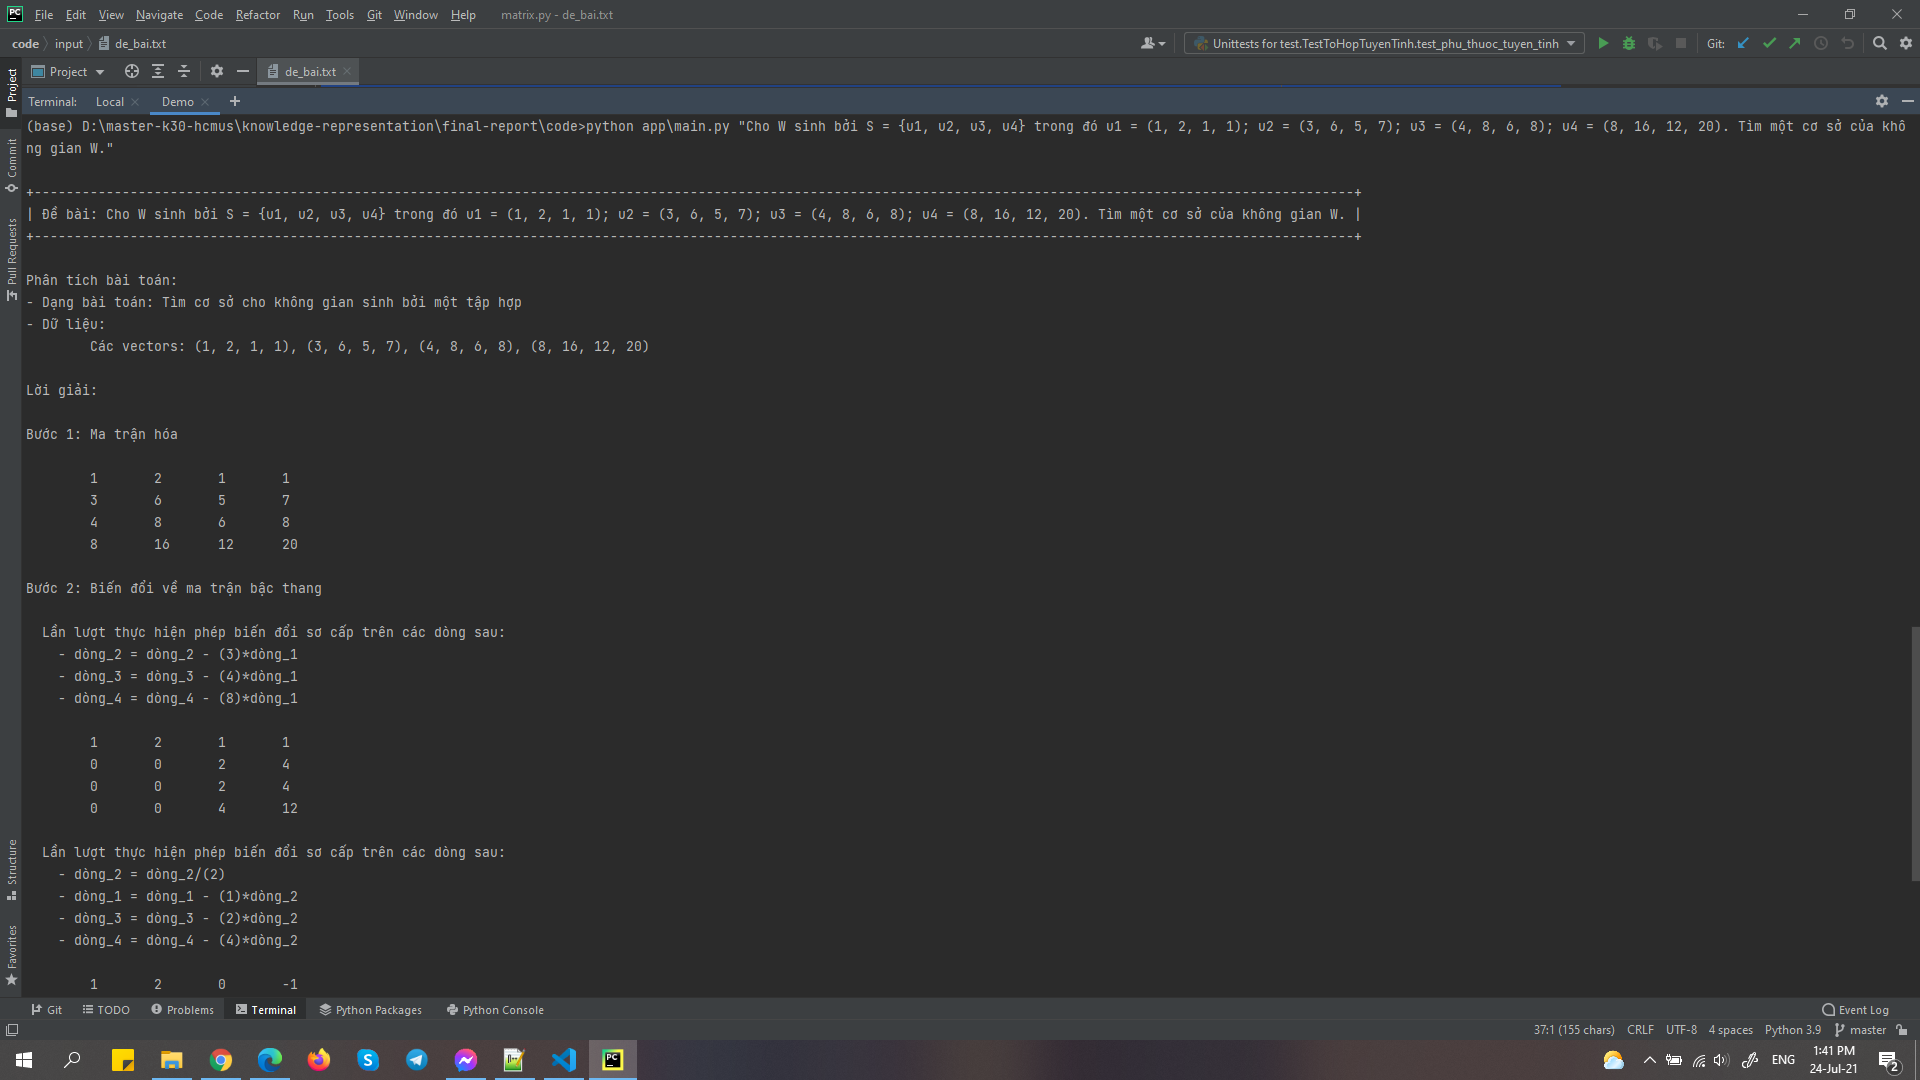 PC File Edit View Navigate Code Refactor Run Tools Git Window Help matrix.py - de_bai.txt
code input de_bai.txt Unittests for test.TestToHopTuyenTinh.test_phu_thuoc_tuyen_tinh Git:
Project de_bai.txt
Terminal: Local Demo
(base) D:\master-k30-hcmus\knowledge-representation\final-report\code>python app\main.py "Cho W sinh bởi S = {u1, u2, u3, u4} trong đó u1 = (1, 2, 1, 1); u2 = (3, 6, 5, 7); u3 = (4, 8, 6, 8); u4 = (8, 16, 12, 20). Tìm một cơ sở của khô
ng gian W."
+---------------------------------------------------------------------------------------------------------------------------------------------------------------------+
| Đề bài: Cho W sinh bởi S = {u1, u2, u3, u4} trong đó u1 = (1, 2, 1, 1); u2 = (3, 6, 5, 7); u3 = (4, 8, 6, 8); u4 = (8, 16, 12, 20). Tìm một cơ sở của không gian W. |
+---------------------------------------------------------------------------------------------------------------------------------------------------------------------+
Phân tích bài toán:
- Dạng bài toán: Tìm cơ sở cho không gian sinh bởi một tập hợp
- Dữ liệu:
Các vectors: (1, 2, 1, 1), (3, 6, 5, 7), (4, 8, 6, 8), (8, 16, 12, 20)
Lời giải:
Bước 1: Ma trận hóa
1 2 1 1
3 6 5 7
4 8 6 8
8 16 12 20
Bước 2: Biến đổi về ma trận bậc thang
Lần lượt thực hiện phép biến đổi sơ cấp trên các dòng sau:
- dòng_2 = dòng_2 - (3)*dòng_1
- dòng_3 = dòng_3 - (4)*dòng_1
- dòng_4 = dòng_4 - (8)*dòng_1
1 2 1 1
0 0 2 4
0 0 2 4
0 0 4 12
Lần lượt thực hiện phép biến đổi sơ cấp trên các dòng sau:
- dòng_2 = dòng_2/(2)
- dòng_1 = dòng_1 - (1)*dòng_2
- dòng_3 = dòng_3 - (2)*dòng_2
- dòng_4 = dòng_4 - (4)*dòng_2
1 2 0 -1
Project
Commit
Pull Requests
Structure
Favorites
Git TODO Problems Terminal Python Packages Python Console Event Log
37:1 (155 chars) CRLF UTF-8 4 spaces Python 3.9 master
PC ENG 1:41 PM
24-Jul-21 2